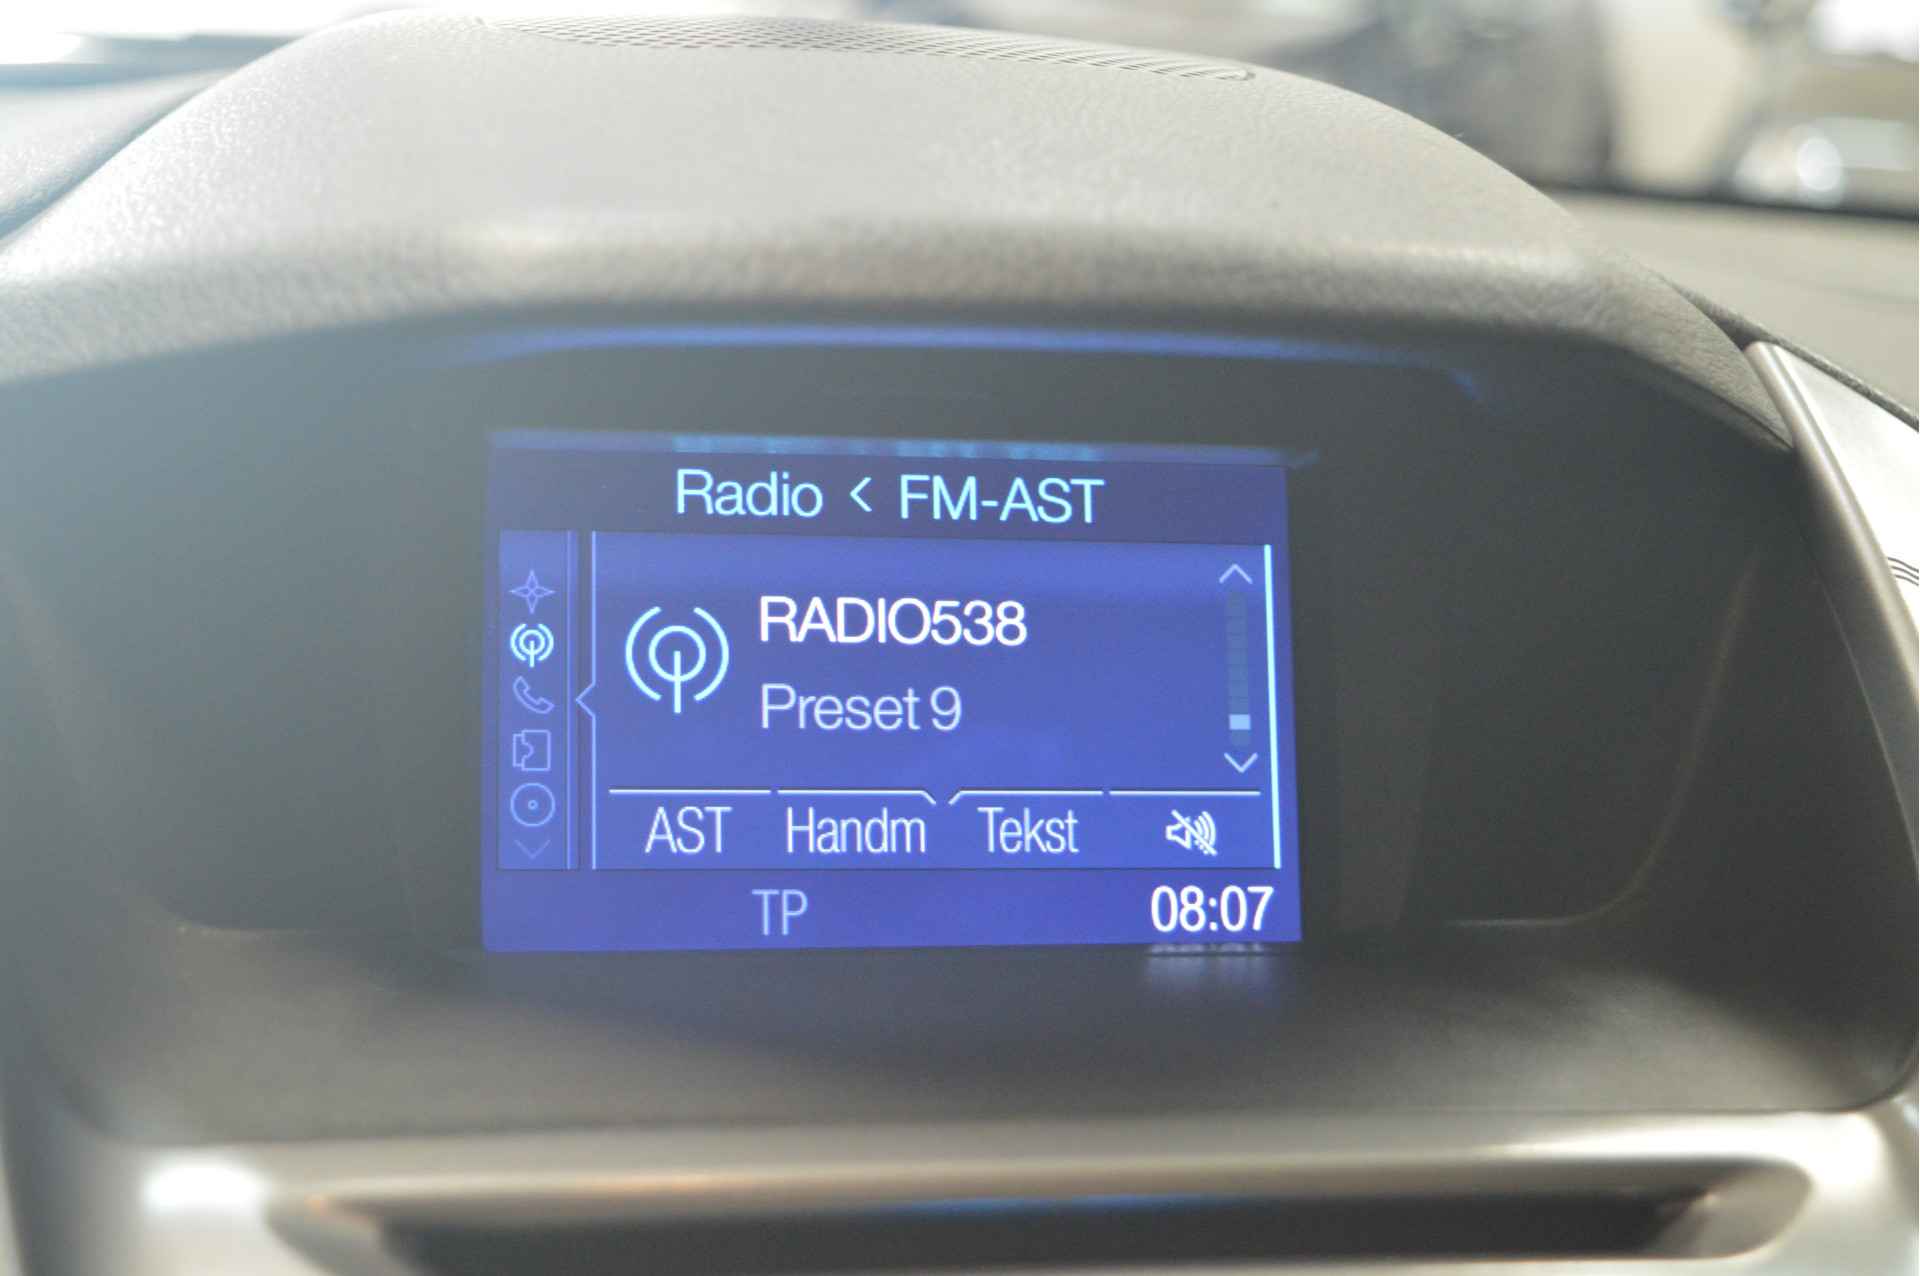 Radio < FM-AST
RADIO538
Preset 9
AST Handm Tekst
TP 08:07